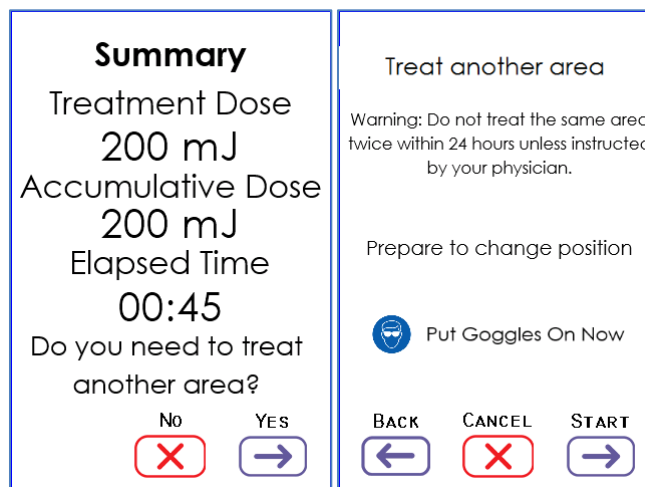 Summary
Treatment Dose
200 mJ
Accumulative Dose
200 mJ
Elapsed Time
00:45
Do you need to treat
another area?
No Yes
Treat another area
Warning: Do not treat the same area
twice within 24 hours unless instructed
by your physician.
Prepare to change position
Put Goggles On Now
Back Cancel Start